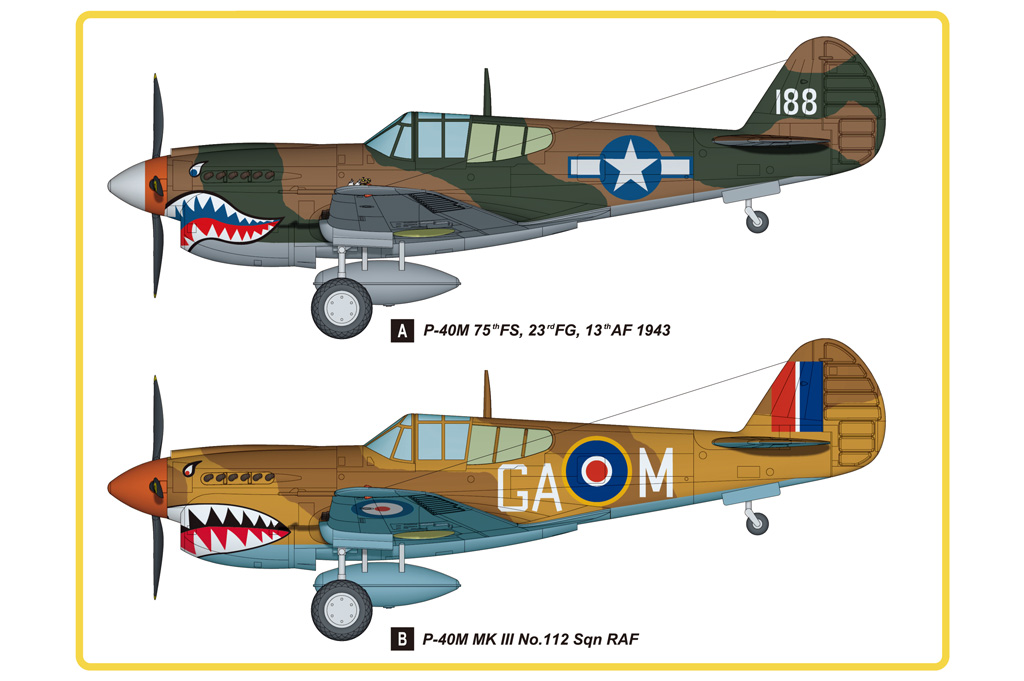 188
A P-40M 75thFS, 23rdFG, 13thAF 1943
GA M
B P-40M MK III No.112 Sqn RAF